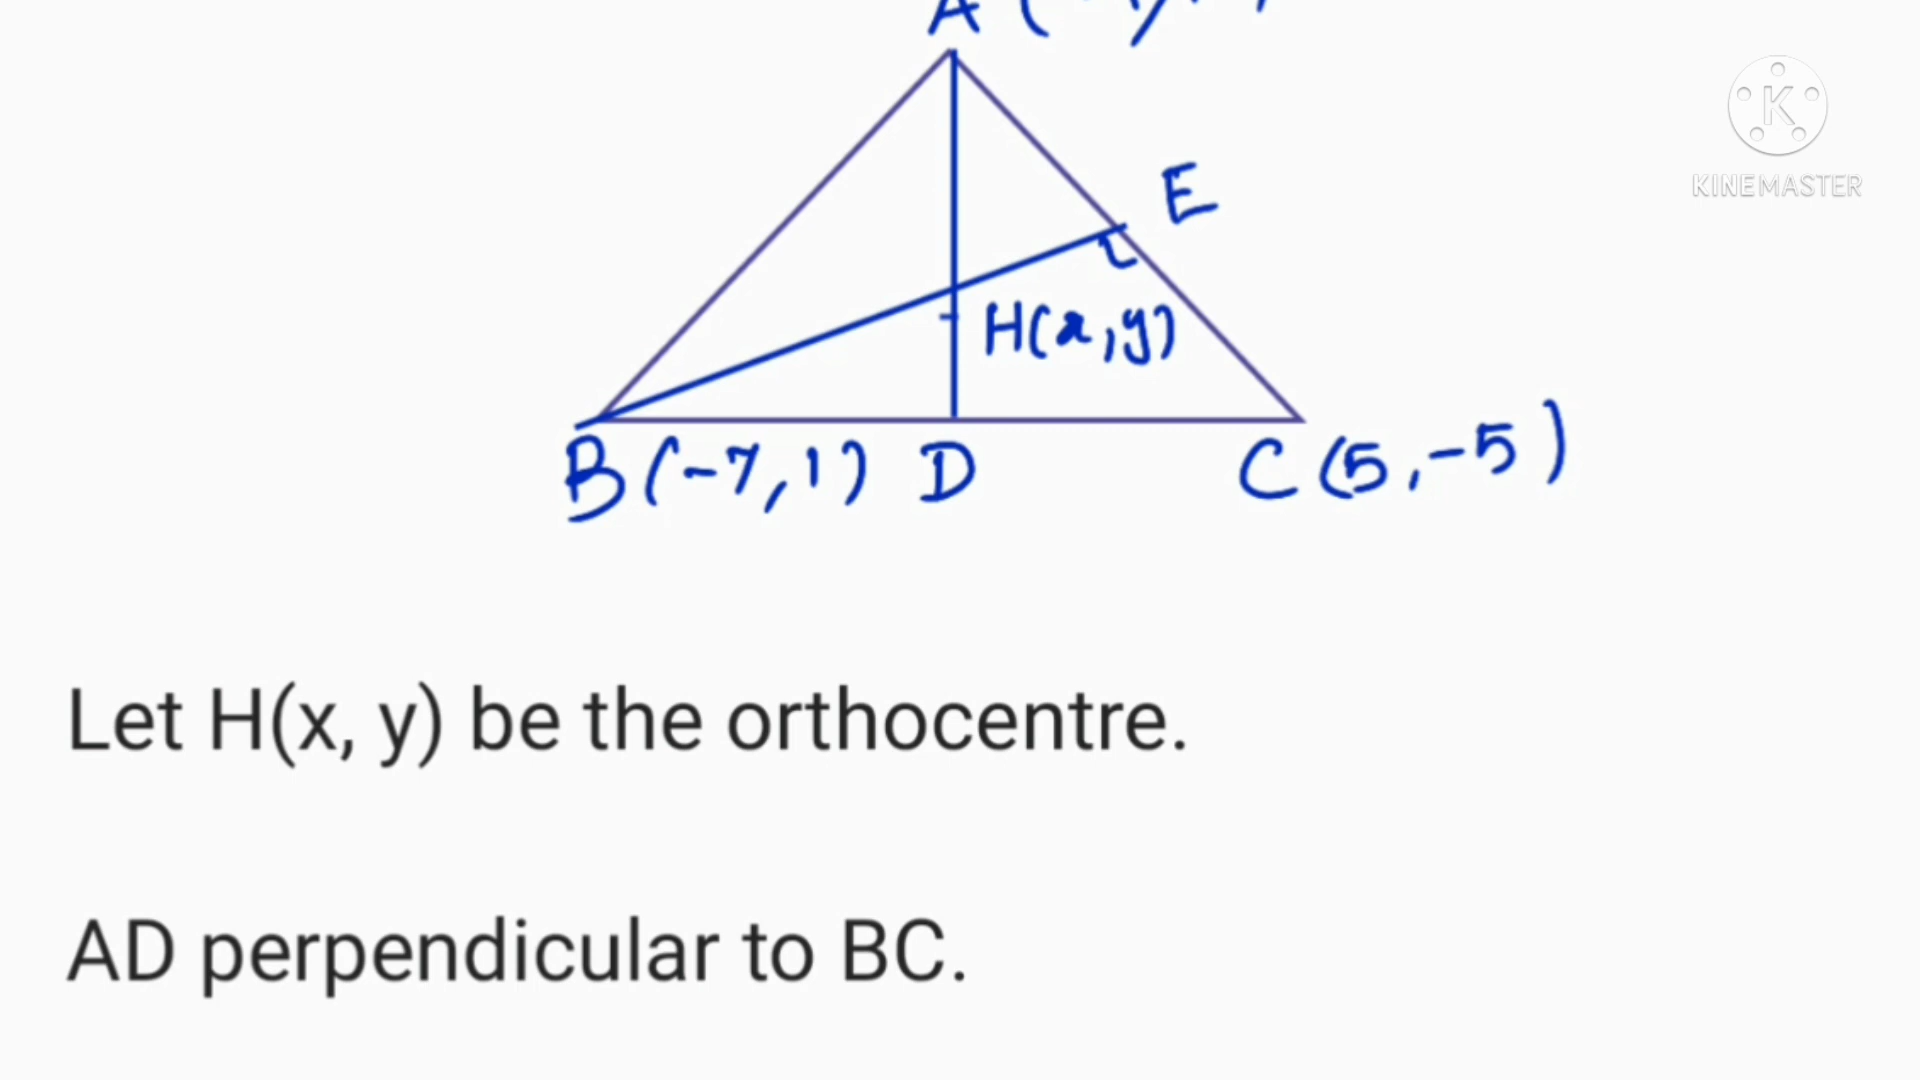 A (
E
H(x,y)
B(-7,1) D C(5,-5)
Let H(x, y) be the orthocentre.
AD perpendicular to BC.
K
KINEMASTER